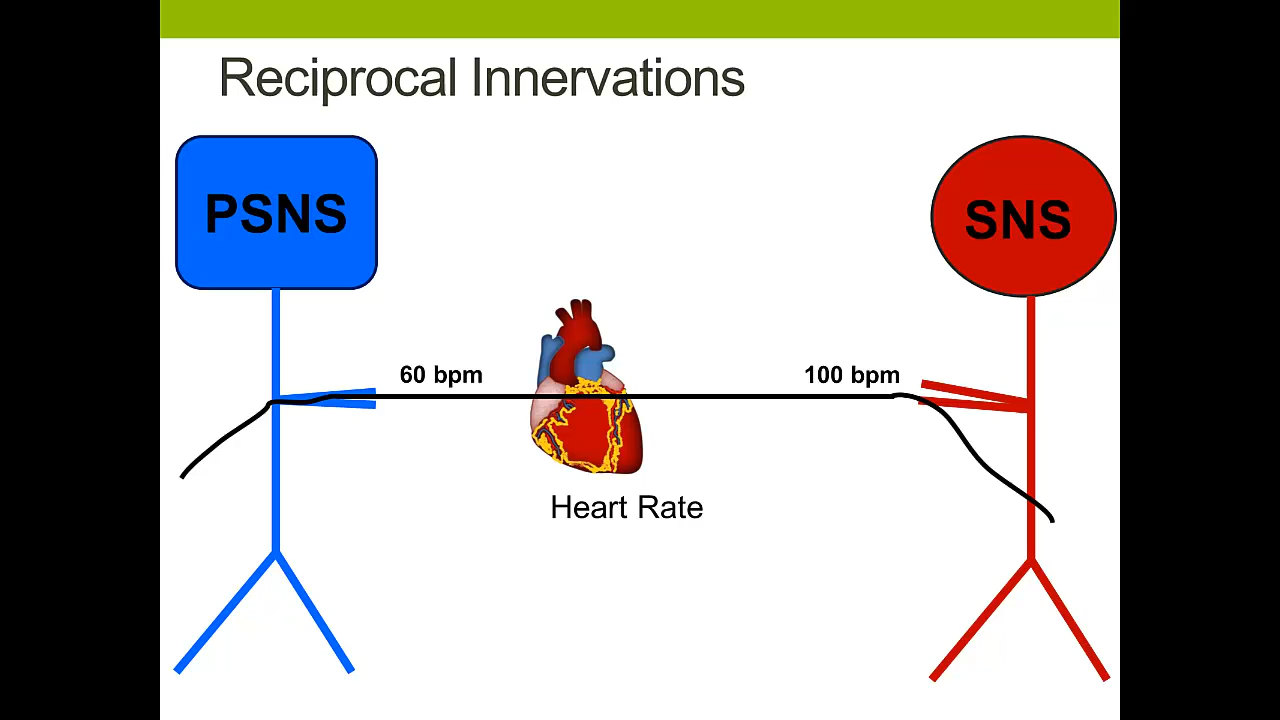 Reciprocal Innervations
PSNS
SNS
60 bpm
100 bpm
Heart Rate